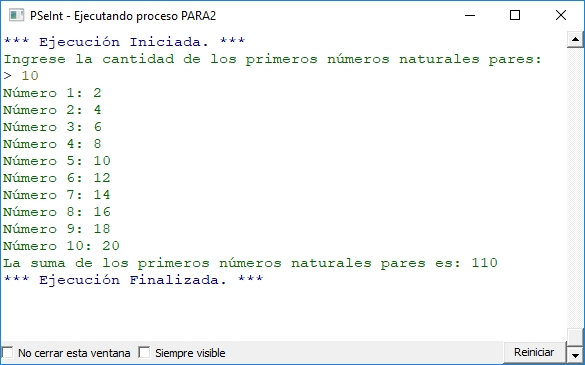 PSeInt - Ejecutando proceso PARA2
*** Ejecución Iniciada. ***
Ingrese la cantidad de los primeros números naturales pares:
> 10
Número 1: 2
Número 2: 4
Número 3: 6
Número 4: 8
Número 5: 10
Número 6: 12
Número 7: 14
Número 8: 16
Número 9: 18
Número 10: 20
La suma de los primeros números naturales pares es: 110
*** Ejecución Finalizada. ***
No cerrar esta ventana Siempre visible Reiniciar